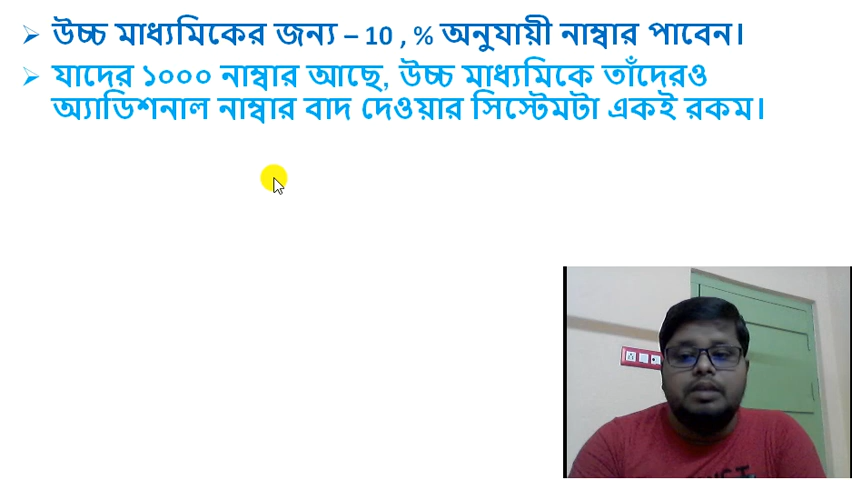 ➢ উচ্চ মাধ্যমিকের জন্য – 10 , % অনুযায়ী নাম্বার পাবেন।
➢ যাদের ১০০০ নাম্বার আছে, উচ্চ মাধ্যমিকে তাঁদেরও
অ্যাডিশনাল নাম্বার বাদ দেওয়ার সিস্টেমটা একই রকম।